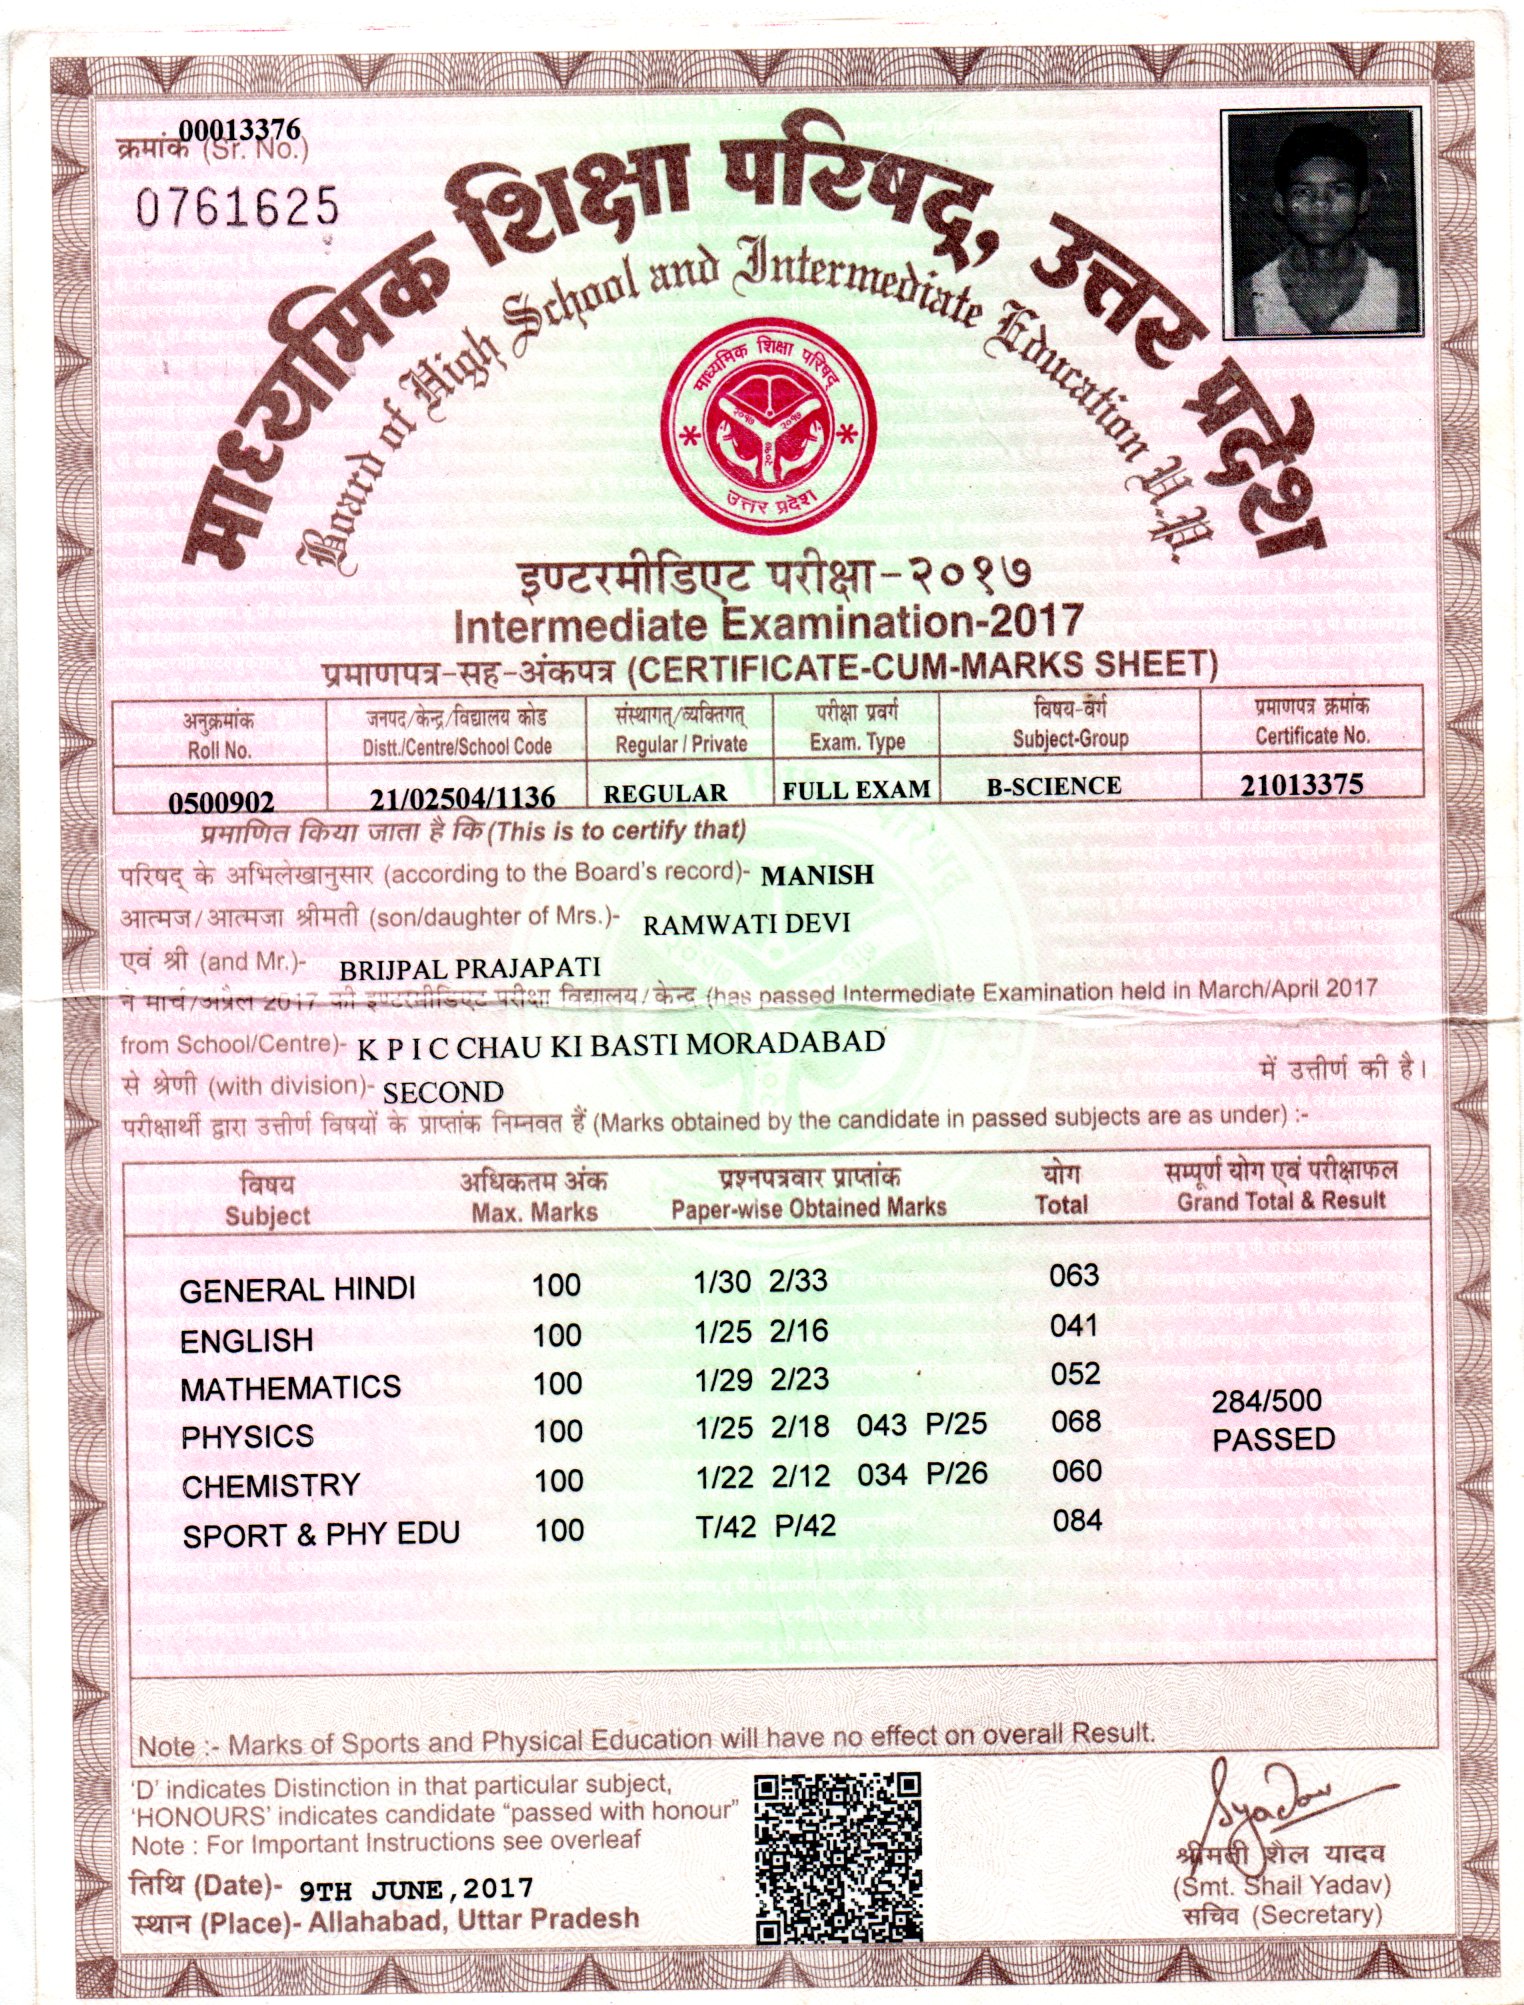 00013376
क्रमांक (Sr. No.)
0761625
माध्यमिक शिक्षा परिषद्, उत्तर प्रदेश
Board of High School and Intermediate Education U.P.
माध्यमिक शिक्षा परिषद्
२०१७ २०१७
२०१७
उत्तर प्रदेश
इण्टरमीडिएट परीक्षा-२०१७
Intermediate Examination-2017
प्रमाणपत्र-सह-अंकपत्र (CERTIFICATE-CUM-MARKS SHEET)
अनुक्रमांक जनपद/केन्द्र/विद्यालय कोड संस्थागत्/व्यक्तिगत् परीक्षा प्रवर्ग विषय-वर्ग प्रमाणपत्र क्रमांक
Roll No. Distt./Centre/School Code Regular / Private Exam. Type Subject-Group Certificate No.
0500902 21/02504/1136 REGULAR FULL EXAM B-SCIENCE 21013375
प्रमाणित किया जाता है कि (This is to certify that)
परिषद् के अभिलेखानुसार (according to the Board's record)- MANISH
आत्मज/आत्मजा श्रीमती (son/daughter of Mrs.)- RAMWATI DEVI
एवं श्री (and Mr.)- BRIJPAL PRAJAPATI
ने मार्च/अप्रैल 2017 की इण्टरमीडिएट परीक्षा विद्यालय/केन्द्र (has passed Intermediate Examination held in March/April 2017
from School/Centre)- K P I C CHAU KI BASTI MORADABAD
से श्रेणी (with division)- SECOND में उत्तीर्ण की है।
परीक्षार्थी द्वारा उत्तीर्ण विषयों के प्राप्तांक निम्नवत हैं (Marks obtained by the candidate in passed subjects are as under) :-
विषय अधिकतम अंक प्रश्नपत्रवार प्राप्तांक योग सम्पूर्ण योग एवं परीक्षाफल
Subject Max. Marks Paper-wise Obtained Marks Total Grand Total & Result
GENERAL HINDI 100 1/30 2/33 063
ENGLISH 100 1/25 2/16 041
MATHEMATICS 100 1/29 2/23 052
284/500
PHYSICS 100 1/25 2/18 043 P/25 068
PASSED
CHEMISTRY 100 1/22 2/12 034 P/26 060
SPORT & PHY EDU 100 T/42 P/42 084
Note :- Marks of Sports and Physical Education will have no effect on overall Result.
'D' indicates Distinction in that particular subject,
'HONOURS' indicates candidate "passed with honour"
Note : For Important Instructions see overleaf
तिथि (Date)- 9TH JUNE,2017
स्थान (Place)- Allahabad, Uttar Pradesh
Syadav
श्रीमती शैल यादव
(Smt. Shail Yadav)
सचिव (Secretary)